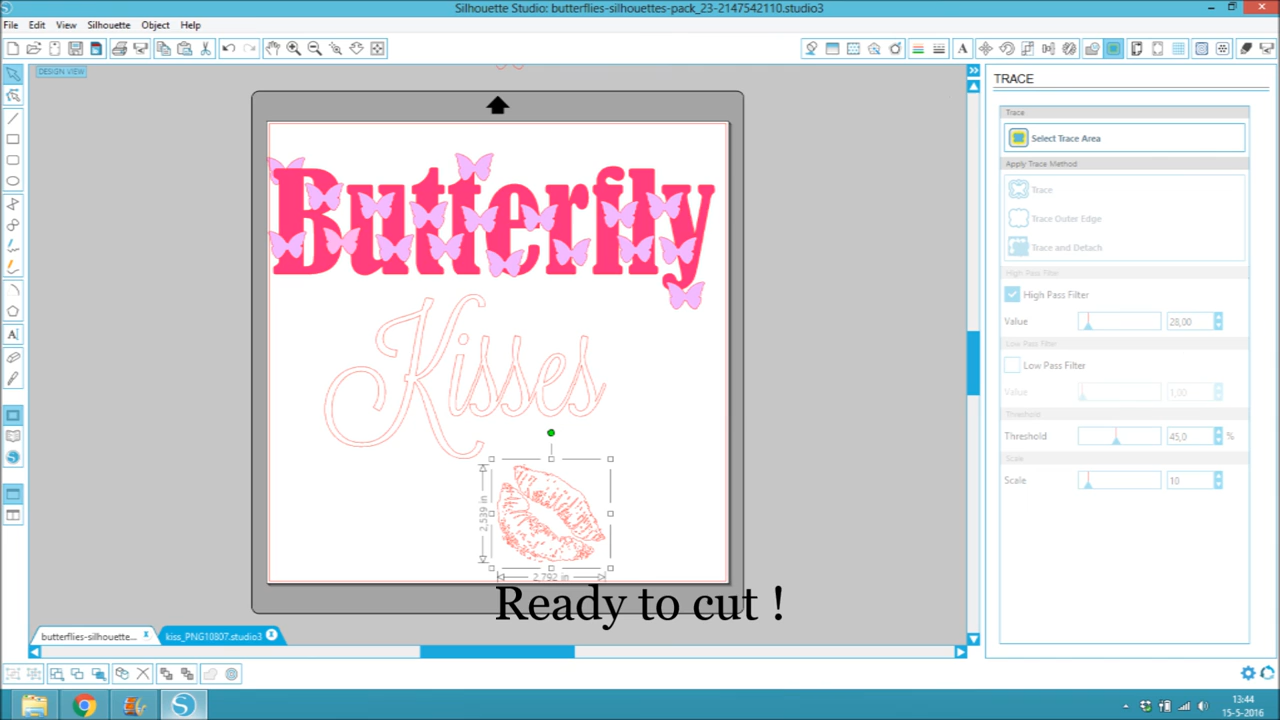 Silhouette Studio: butterflies-silhouettes-pack_23-2147542110.studio3
File Edit View Silhouette Object Help
DESIGN VIEW
TRACE
Trace
Select Trace Area
Apply Trace Method
Trace
Trace Outer Edge
Trace and Detach
High Pass Filter
High Pass Filter
Value 28,00
Low Pass Filter
Low Pass Filter
Value 1,00
Threshold
Threshold 45,0 %
Scale
Scale 10
Butterfly
Kisses
2,539 in
2,792 in
Ready to cut !
butterflies-silhouette... kiss_PNG10807.studio3
13:44
15-5-2016